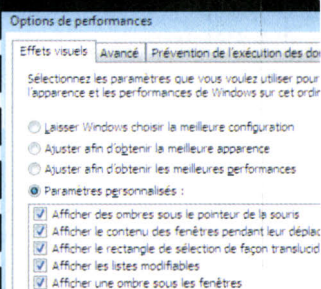 Options de performances
Effets visuels Avancé Prévention de l'exécution des
Sélectionnez les paramètres que vous voulez utiliser pour
l'apparence et les performances de Windows sur cet
Laisser Windows choisir la meilleure configuration
Ajuster afin d'obtenir la meilleure apparence
Ajuster afin d'obtenir les meilleures performances
Paramètres personnalisés :
Afficher des ombres sous le pointeur de la souris
Afficher le contenu des fenêtres pendant leur
Afficher le rectangle de sélection de façon
Afficher les listes modifiables
Afficher une ombre sous les fenêtres